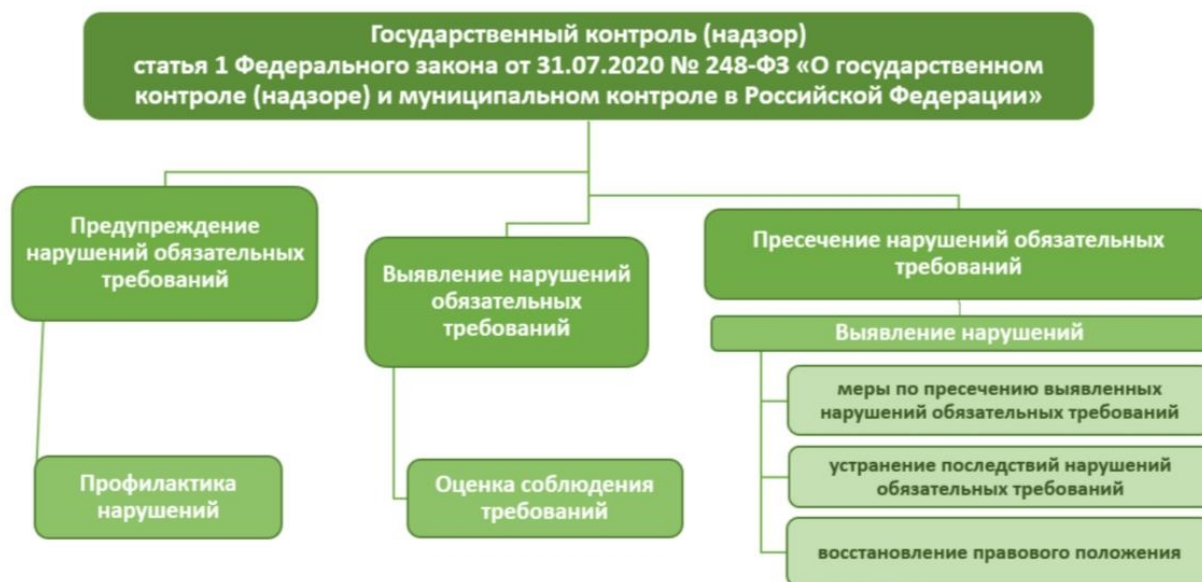 Государственный контроль (надзор)
статья 1 Федерального закона от 31.07.2020 № 248-ФЗ «О государственном
контроле (надзоре) и муниципальном контроле в Российской Федерации»
Предупреждение
нарушений обязательных
требований
Профилактика
нарушений
Выявление нарушений
обязательных
требований
Оценка соблюдения
требований
Пресечение нарушений обязательных
требований
Выявление нарушений
меры по пресечению выявленных
нарушений обязательных требований
устранение последствий нарушений
обязательных требований
восстановление правового положения